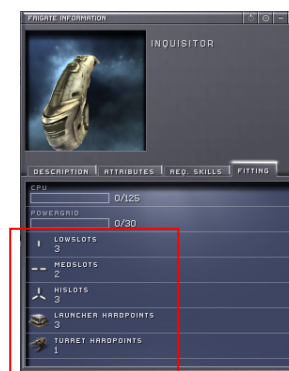 FRIGATE INFORMATION
INQUISITOR
DESCRIPTION ATTRIBUTES REQ. SKILLS FITTING
CPU
0/125
POWERGRID
0/30
LOWSLOTS
3
MEDSLOTS
2
HISLOTS
3
LAUNCHER HARDPOINTS
3
TURRET HARDPOINTS
1